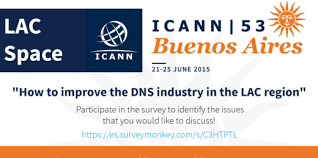 LAC
Space
ICANN
ICANN | 53
Buenos Aires
21-25 JUNE 2015
"How to improve the DNS industry in the LAC region"
Participate in the survey to identify the issues
that you would like to discuss!
https://es.surveymonkey.com/s/C3HTPTL